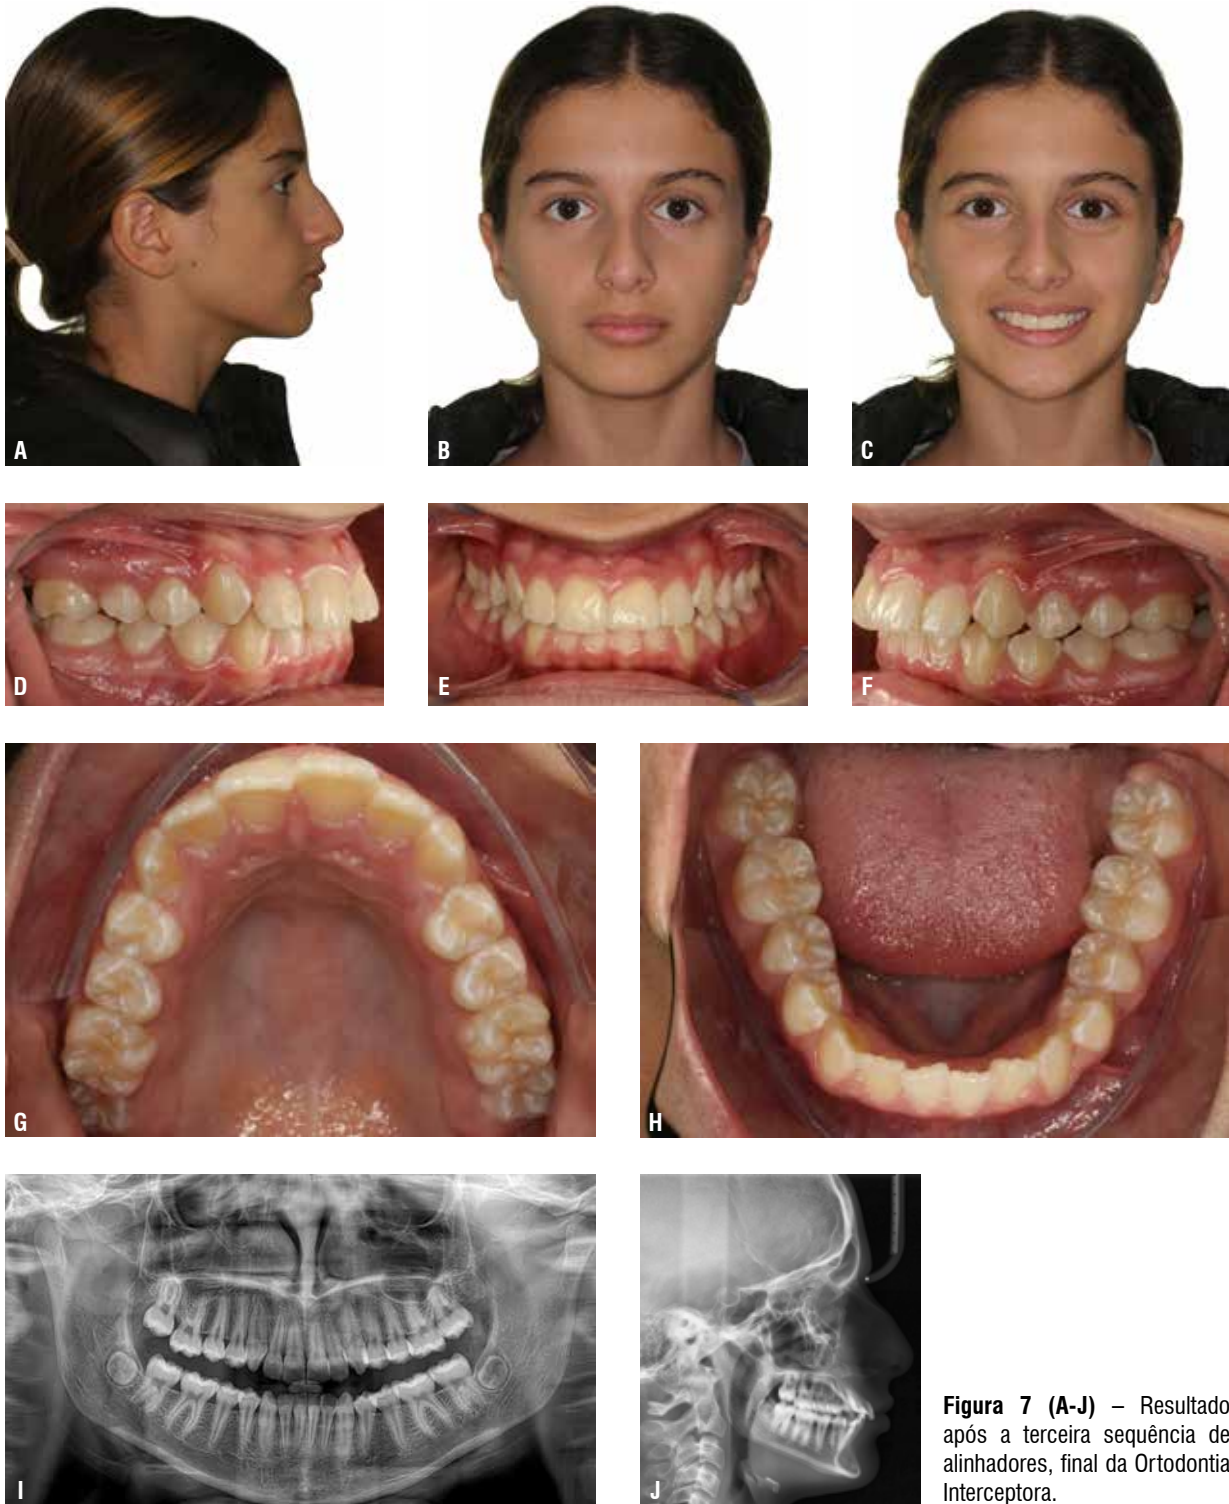 A
B
C
D
E
F
G
H
I
J
Figura 7 (A-J) – Resultado
após a terceira sequência de
alinhadores, final da Ortodontia
Interceptora.